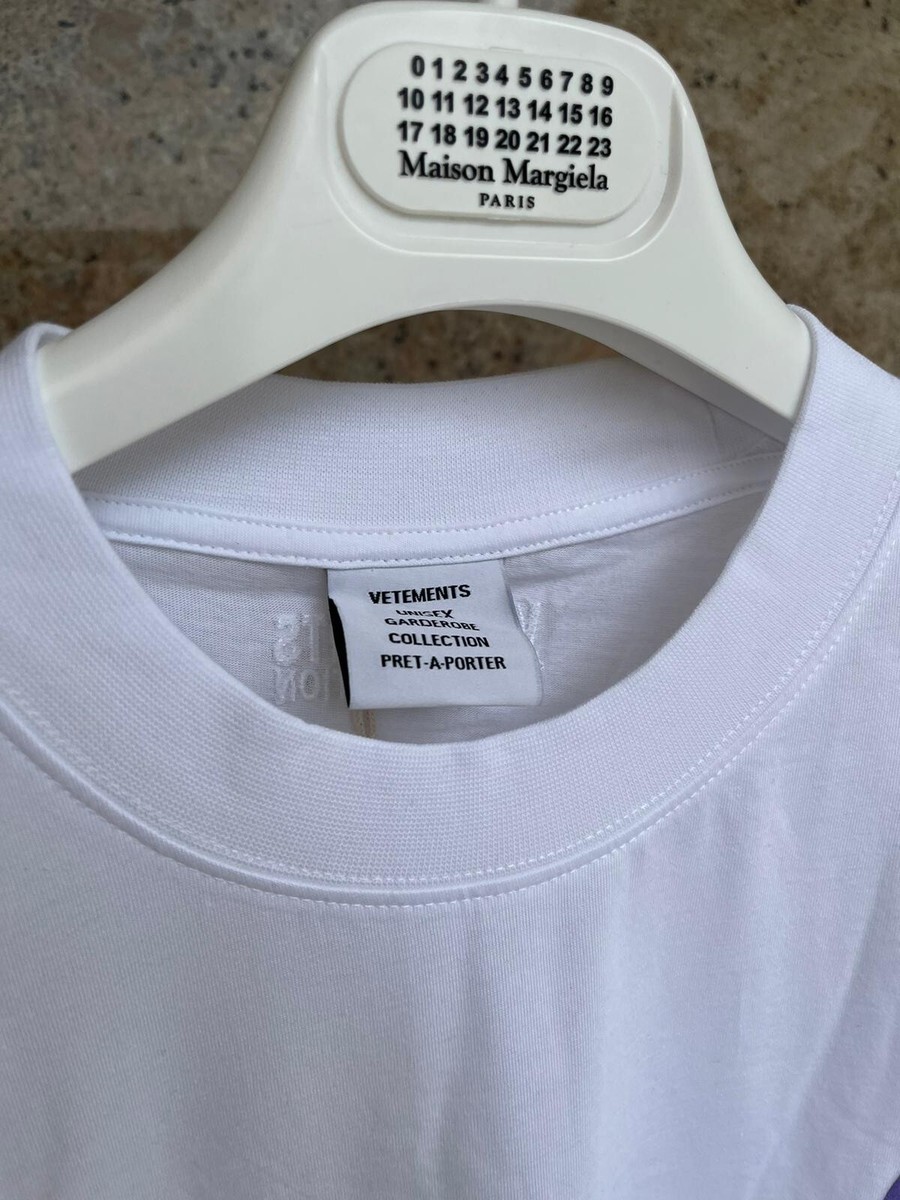 0 1 2 3 4 5 6 7 8 9
10 11 12 13 14 15 16
17 18 19 20 21 22 23
Maison Margiela
PARIS
VETEMENTS
UNISEX
GARDEROBE
COLLECTION
PRET-A-PORTER